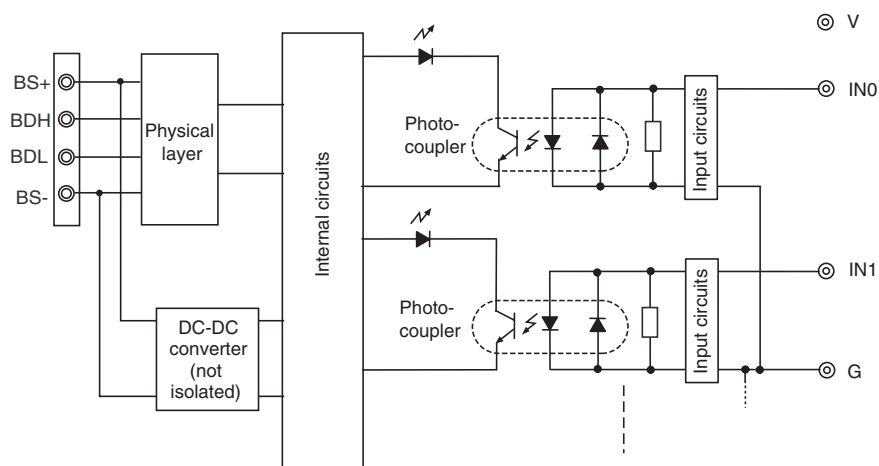 V
BS+
BDH
BDL
BS-
Physical
layer
Internal circuits
Photo-
coupler
Input circuits
IN0
DC-DC
converter
(not
isolated)
Photo-
coupler
Input circuits
IN1
G